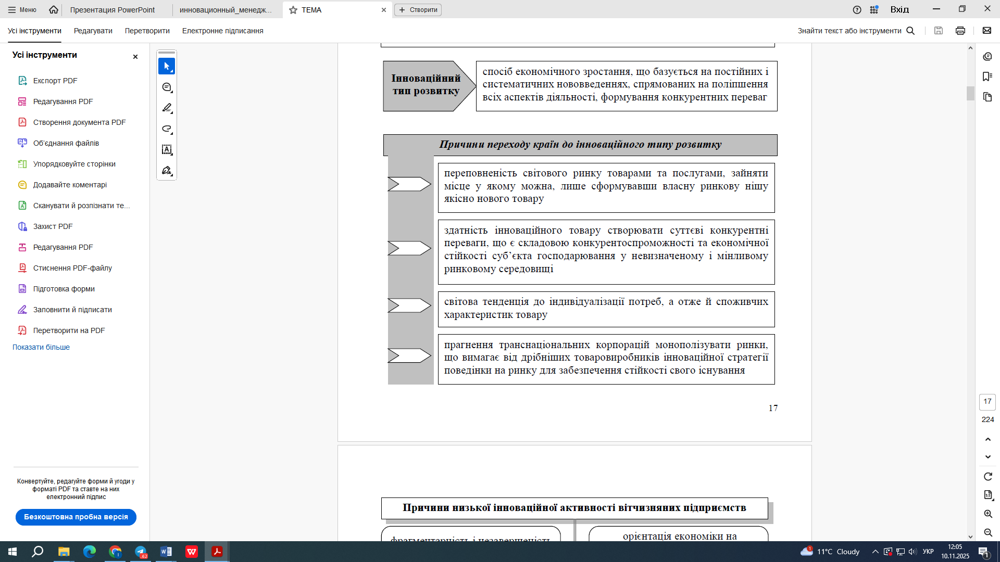 Меню
Презентация PowerPoint
инновационный_менедж...
ТЕМА
Створити
Вхід
Усі інструменти
Редагувати
Перетворити
Електронне підписання
Знайти текст або інструменти
Усі інструменти
Експорт PDF
Редагування PDF
Створення документа PDF
Об'єднання файлів
Упорядковуйте сторінки
Додавайте коментарі
Сканувати й розпізнати те...
Захист PDF
Редагування PDF
Стиснення PDF-файлу
Підготовка форми
Заповнити й підписати
Перетворити на PDF
Показати більше
Конвертуйте, редагуйте форми й угоди у
форматі PDF та ставте на них
електронний підпис
Безкоштовна пробна версія
Інноваційний
тип розвитку
спосіб економічного зростання, що базується на постійних і
систематичних нововведеннях, спрямованих на поліпшення
всіх аспектів діяльності, формування конкурентних переваг
Причини переходу країн до інноваційного типу розвитку
переповненість світового ринку товарами та послугами, зайняти
місце у якому можна, лише сформувавши власну ринкову нішу
якісно нового товару
здатність інноваційного товару створювати суттєві конкурентні
переваги, що є складовою конкурентоспроможності та економічної
стійкості суб’єкта господарювання у невизначеному і мінливому
ринковому середовищі
світова тенденція до індивідуалізації потреб, а отже й споживчих
характеристик товару
прагнення транснаціональних корпорацій монополізувати ринки,
що вимагає від дрібніших товаровиробників інноваційної стратегії
поведінки на ринку для забезпечення стійкості свого існування
17
Причини низької інноваційної активності вітчизняних підприємств
фрагментарність і незавершеність
орієнтація економіки на
17
224
.62
1
11°C Cloudy
УКР
12:05
10.11.2025
1